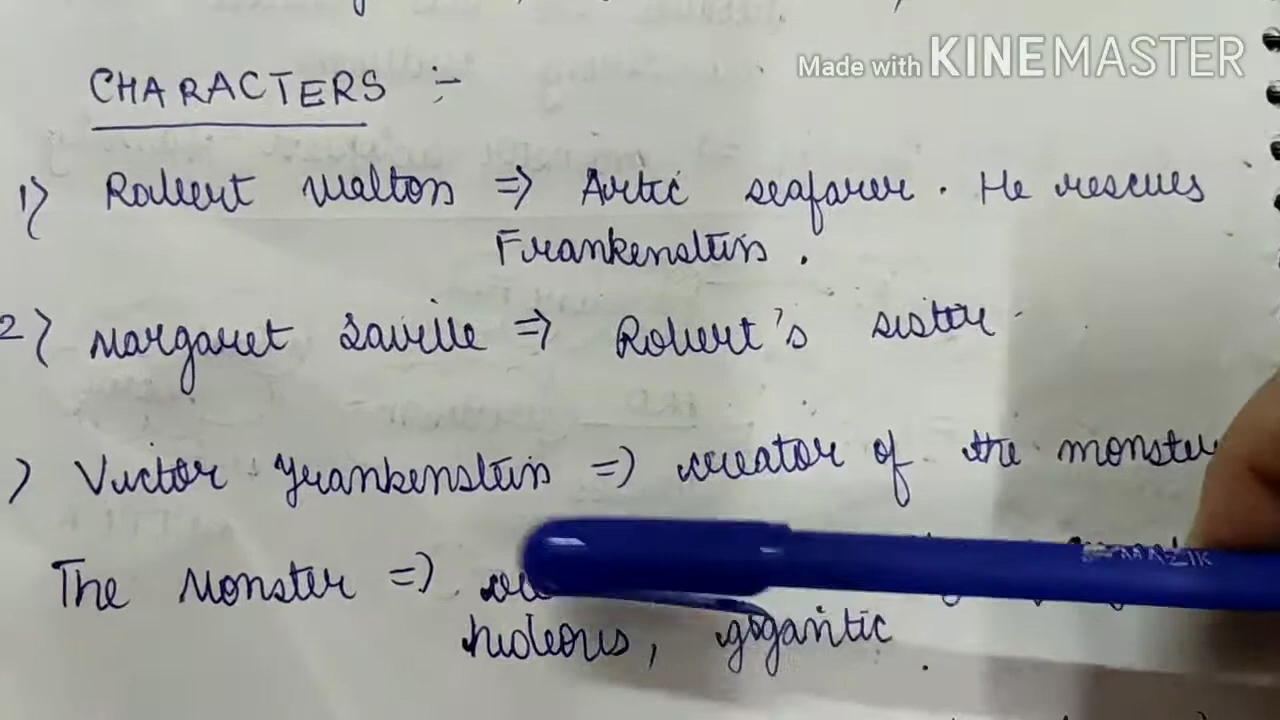 Made with KINEMASTER
CHARACTERS :-
1) Robert Walton => Artic seafarer. He rescues
Frankenstein.
2) Margaret Saville => Robert's sister.
) Victor Frankenstein => creator of the monster
The Monster =>
hideous, gigantic.